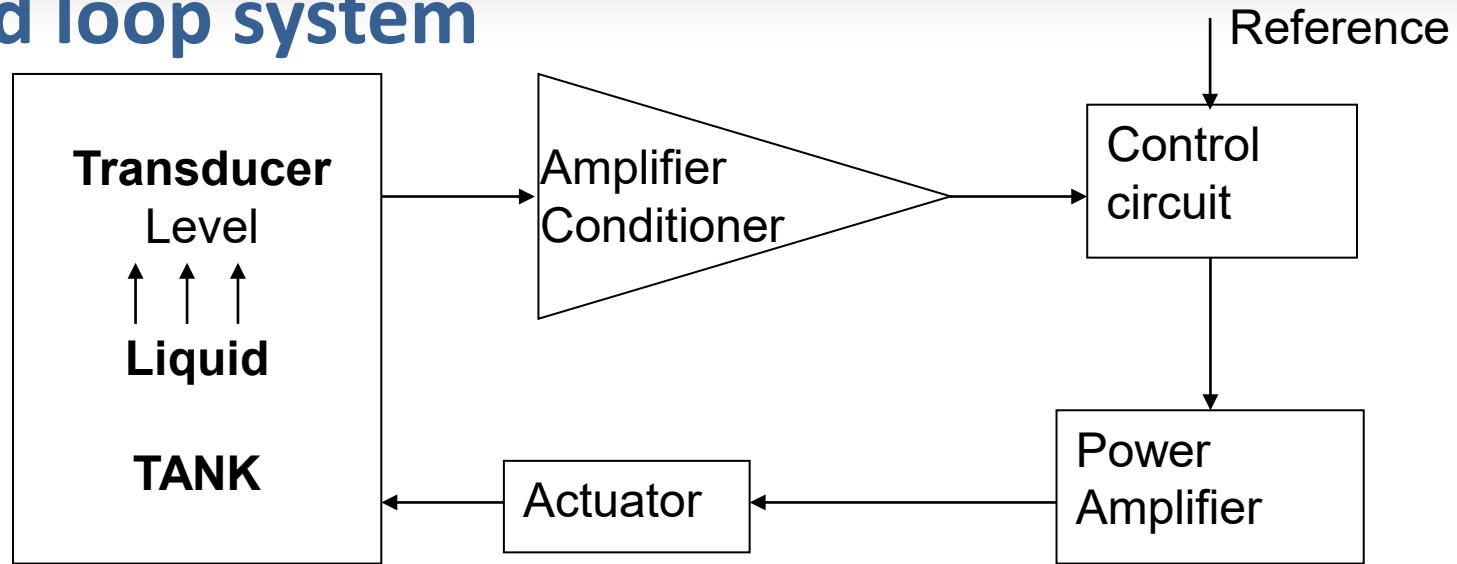 d loop system
Reference
Transducer
Level
Liquid
TANK
Amplifier
Conditioner
Control
circuit
Actuator
Power
Amplifier